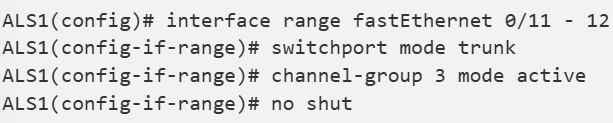 ALS1(config)# interface range fastEthernet 0/11 - 12
ALS1(config-if-range)# switchport mode trunk
ALS1(config-if-range)# channel-group 3 mode active
ALS1(config-if-range)# no shut